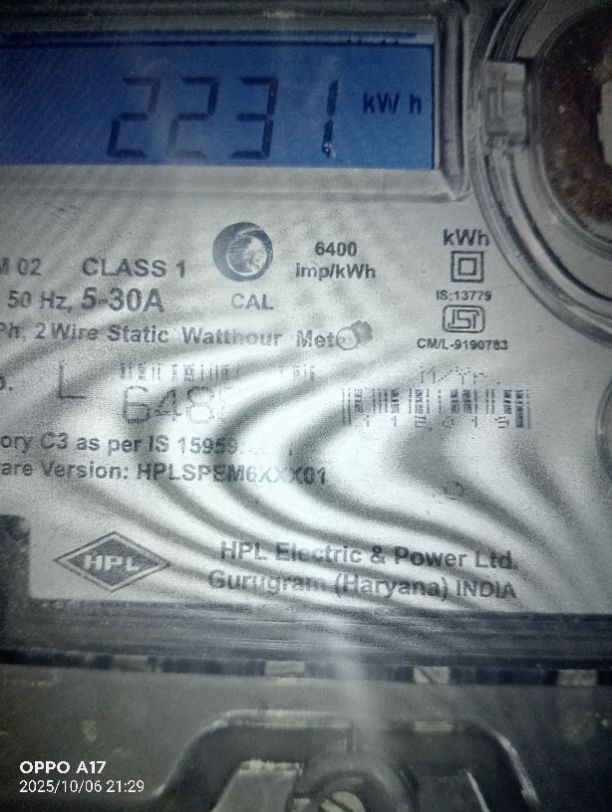 2231 kWh
M 02 CLASS 1
6400
imp/kWh
kWh
50 Hz, 5-30A
CAL
IS:13779
Ph, 2 Wire Static Watthour
CM/L-9190783
M/Yr.
L
648
ory C3 as per IS 15959
are Version:
HPL
HPL Electric & Power Ltd.
Gurugram (Haryana) INDIA
OPPO A17
2025/10/06 21:29